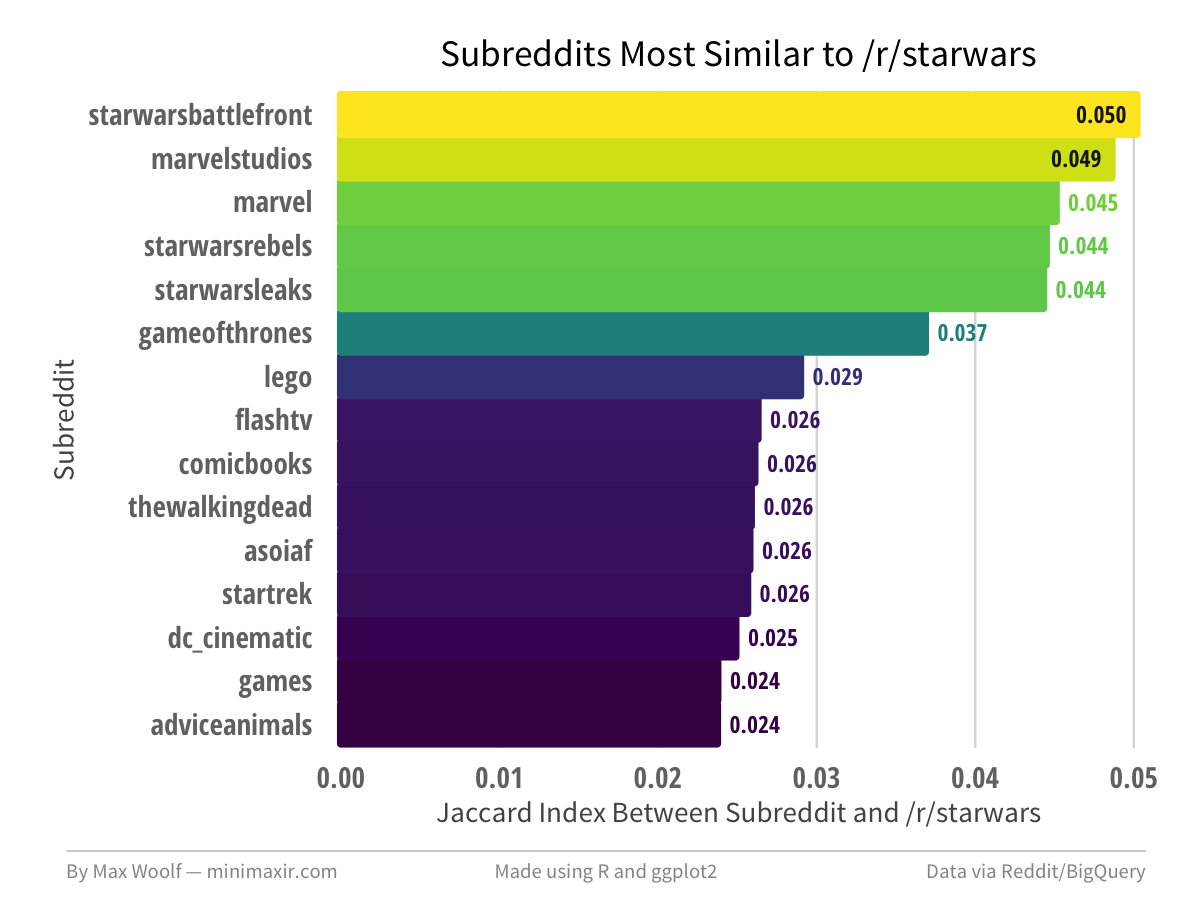 Subreddits Most Similar to /r/starwars
starwarsbattlefront 0.050
marvelstudios 0.049
marvel 0.045
starwarsrebels 0.044
starwarsleaks 0.044
gameofthrones 0.037
lego 0.029
flashtv 0.026
comicbooks 0.026
thewalkingdead 0.026
asoiaf 0.026
startrek 0.026
dc_cinematic 0.025
games 0.024
adviceanimals 0.024
Subreddit
0.00 0.01 0.02 0.03 0.04 0.05
Jaccard Index Between Subreddit and /r/starwars
By Max Woolf — minimaxir.com Made using R and ggplot2 Data via Reddit/BigQuery